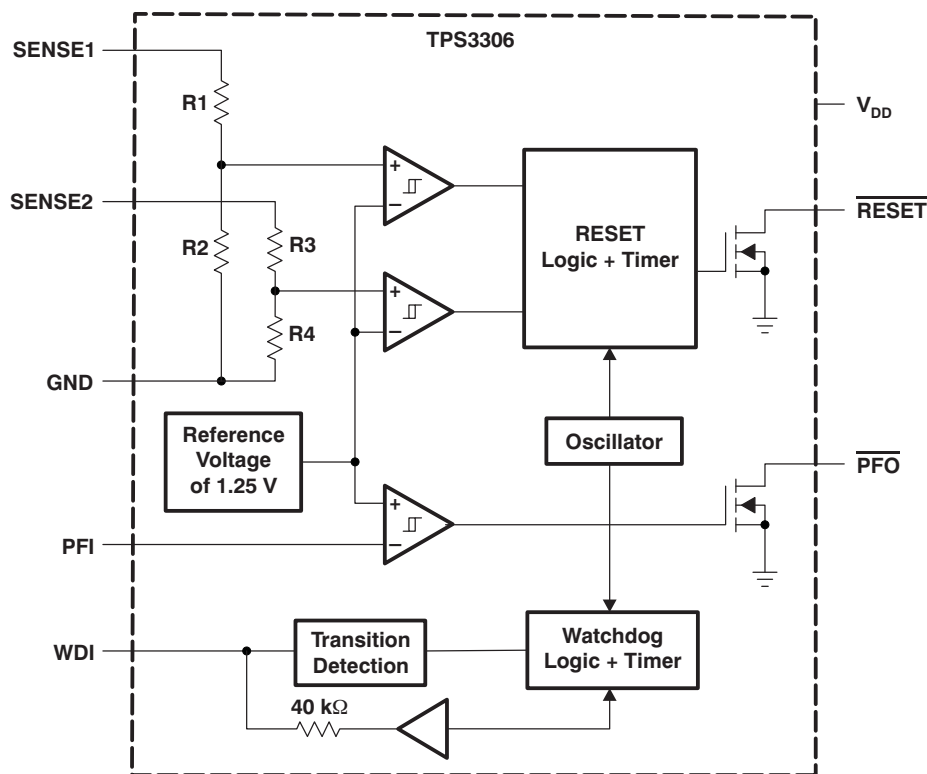 TPS3306
SENSE1
R1
V_DD
+
−
SENSE2
RESET
R2
R3
RESET
Logic + Timer
+
−
R4
GND
Reference
Voltage
of 1.25 V
Oscillator
PFO
+
−
PFI
WDI
Transition
Detection
Watchdog
Logic + Timer
40 kΩ